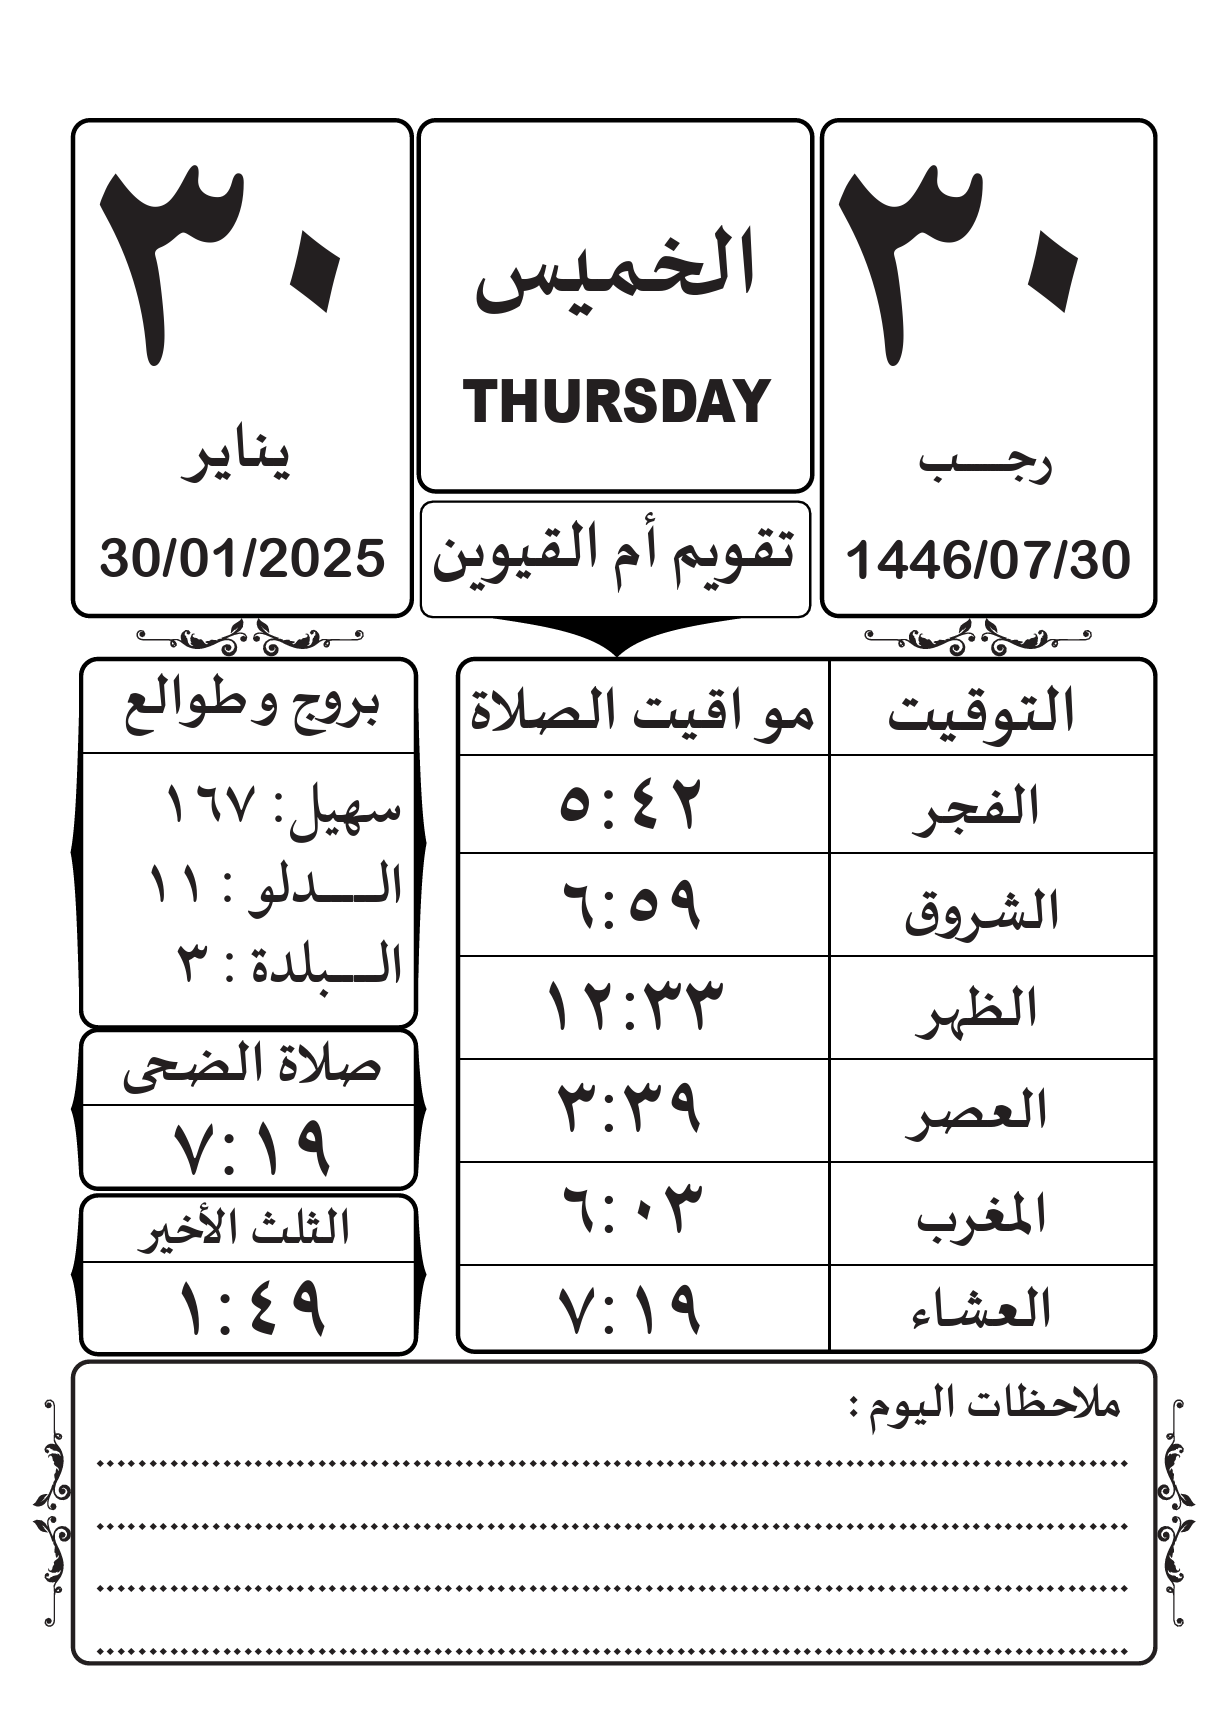 ٣٠
رجــــب
1446/07/30
الخميس
THURSDAY
تقويم أم القيوين
٣٠
يناير
30/01/2025
التوقيت مو اقيت الصلاة
الفجر ٥:٤٢
الشروق ٦:٥٩
الظهر ١٢:٣٣
العصر ٣:٣٩
المغرب ٦:٠٣
العشاء ٧:١٩
بروج و طوالع
سهيل: ١٦٧
الــــدلو : ١١
الــــبلدة : ٣
صلاة الضحى
٧:١٩
الثلث الأخير
١:٤٩
ملاحظات اليوم :